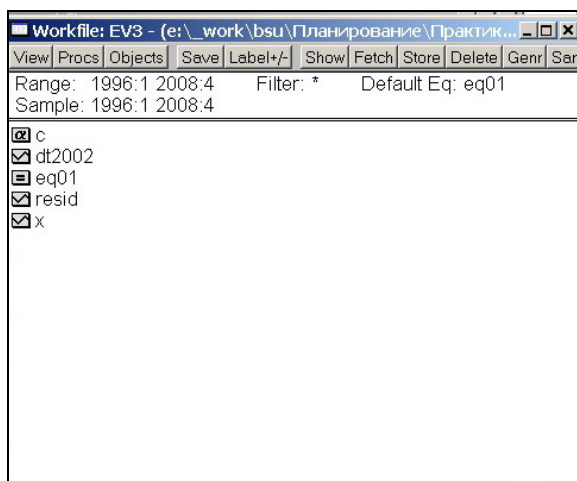 Workfile: EV3 - (e:\_work\bsu\Планирование\Практик...
View Procs Objects Save Label+/- Show Fetch Store Delete Genr Sar
Range: 1996:1 2008:4 Filter: * Default Eq: eq01
Sample: 1996:1 2008:4
α c
dt2002
eq01
resid
x